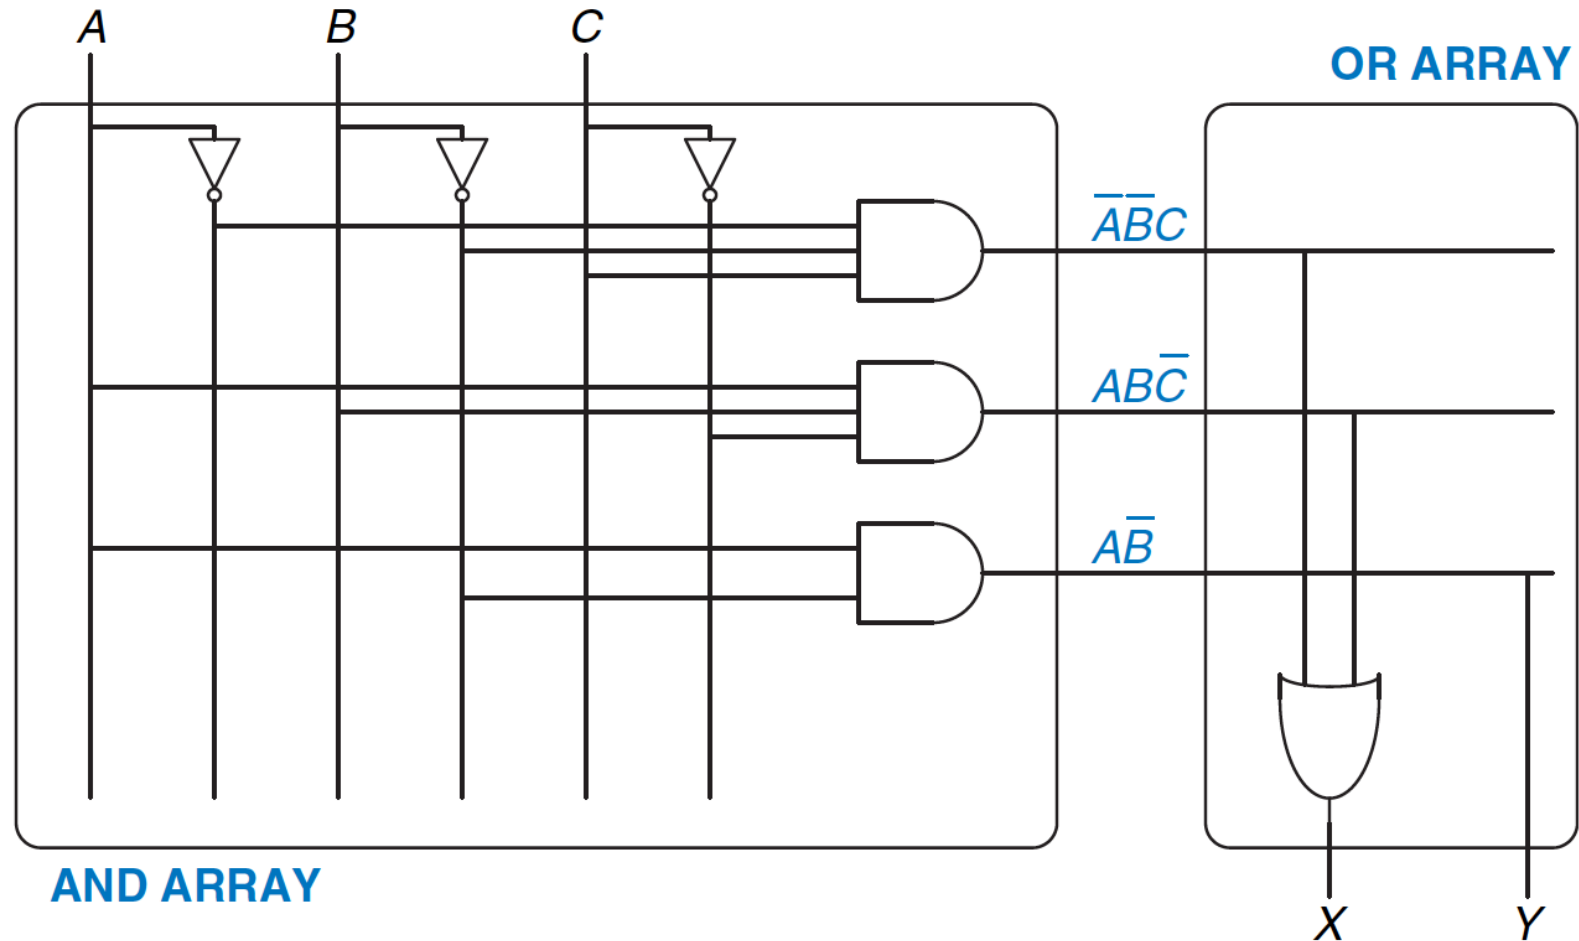 A B C
OR ARRAY
A̅B̅C
ABC̅
AB̅
AND ARRAY
X Y